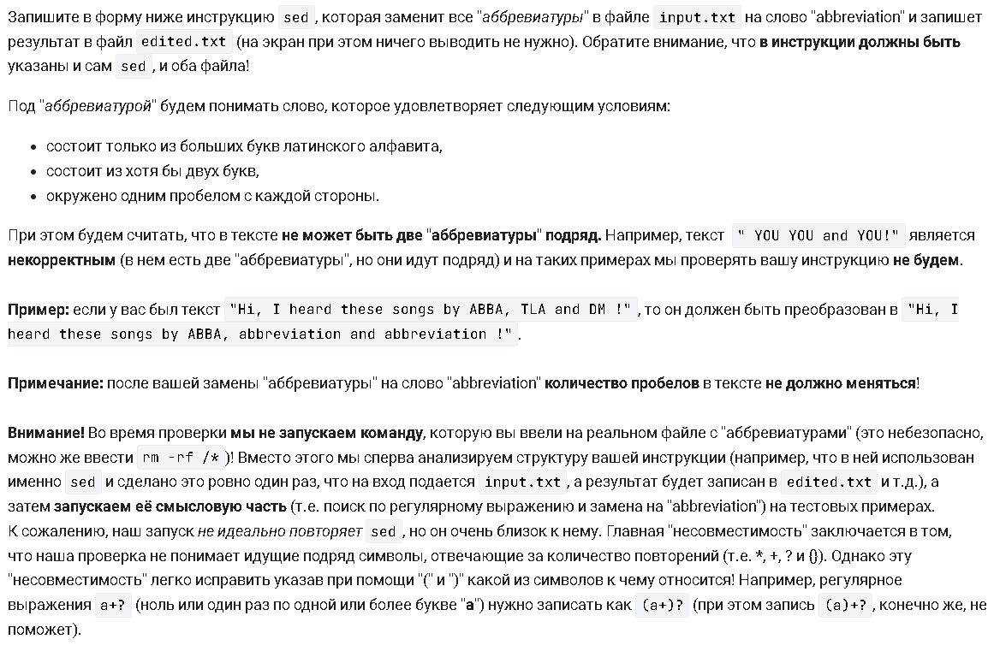 Запишите в форму ниже инструкцию sed, которая заменит все "аббревиатуры" в файле input.txt на слово "abbreviation" и запишет
результат в файл edited.txt (на экран при этом ничего выводить не нужно). Обратите внимание, что в инструкции должны быть
указаны и сам sed, и оба файла!
Под "аббревиатурой" будем понимать слово, которое удовлетворяет следующим условиям:
• состоит только из больших букв латинского алфавита,
• состоит из хотя бы двух букв,
• окружено одним пробелом с каждой стороны.
При этом будем считать, что в тексте не может быть две "аббревиатуры" подряд. Например, текст " YOU YOU and YOU!" является
некорректным (в нем есть две "аббревиатуры", но они идут подряд) и на таких примерах мы проверять вашу инструкцию не будем.
Пример: если у вас был текст "Hi, I heard these songs by ABBA, TLA and DM !", то он должен быть преобразован в "Hi, I
heard these songs by ABBA, abbreviation and abbreviation !".
Примечание: после вашей замены "аббревиатуры" на слово "abbreviation" количество пробелов в тексте не должно меняться!
Внимание! Во время проверки мы не запускаем команду, которую вы ввели на реальном файле с "аббревиатурами" (это небезопасно,
можно же ввести rm -rf /*)! Вместо этого мы сперва анализируем структуру вашей инструкции (например, что в ней использован
именно sed и сделано это ровно один раз, что на вход подается input.txt, а результат будет записан в edited.txt и т.д.), а
затем запускаем её смысловую часть (т.е. поиск по регулярному выражению и замена на "abbreviation") на тестовых примерах.
К сожалению, наш запуск не идеально повторяет sed, но он очень близок к нему. Главная "несовместимость" заключается в том,
что наша проверка не понимает идущие подряд символы, отвечающие за количество повторений (т.е. *, +, ? и {}). Однако эту
"несовместимость" легко исправить указав при помощи "(" и ")" какой из символов к чему относится! Например, регулярное
выражения a+? (ноль или один раз по одной или более букве "a") нужно записать как (a+)? (при этом запись (a)+?, конечно же, не
поможет).